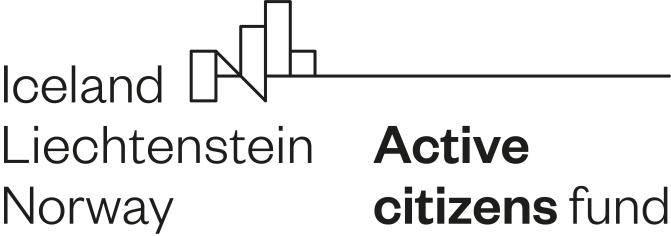 Iceland
Liechtenstein
Norway
Active
citizens fund